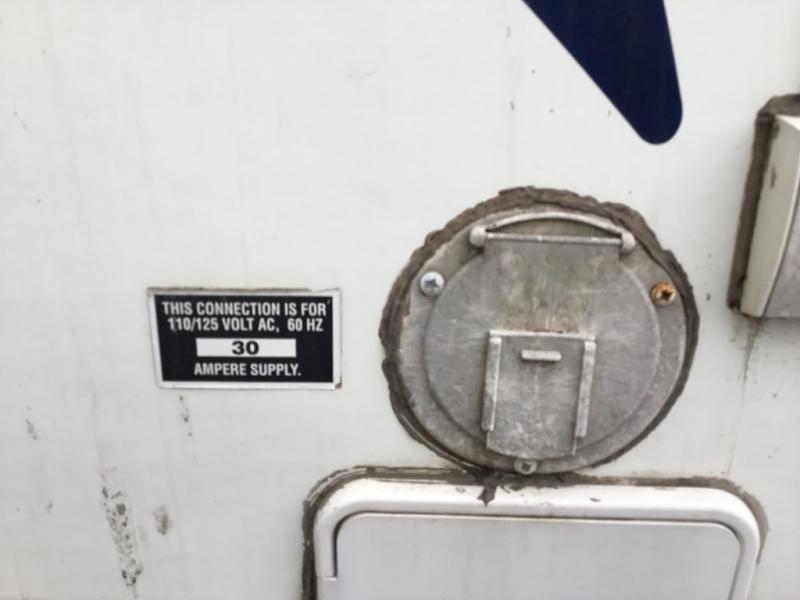 THIS CONNECTION IS FOR
110/125 VOLT AC, 60 HZ
30
AMPERE SUPPLY.